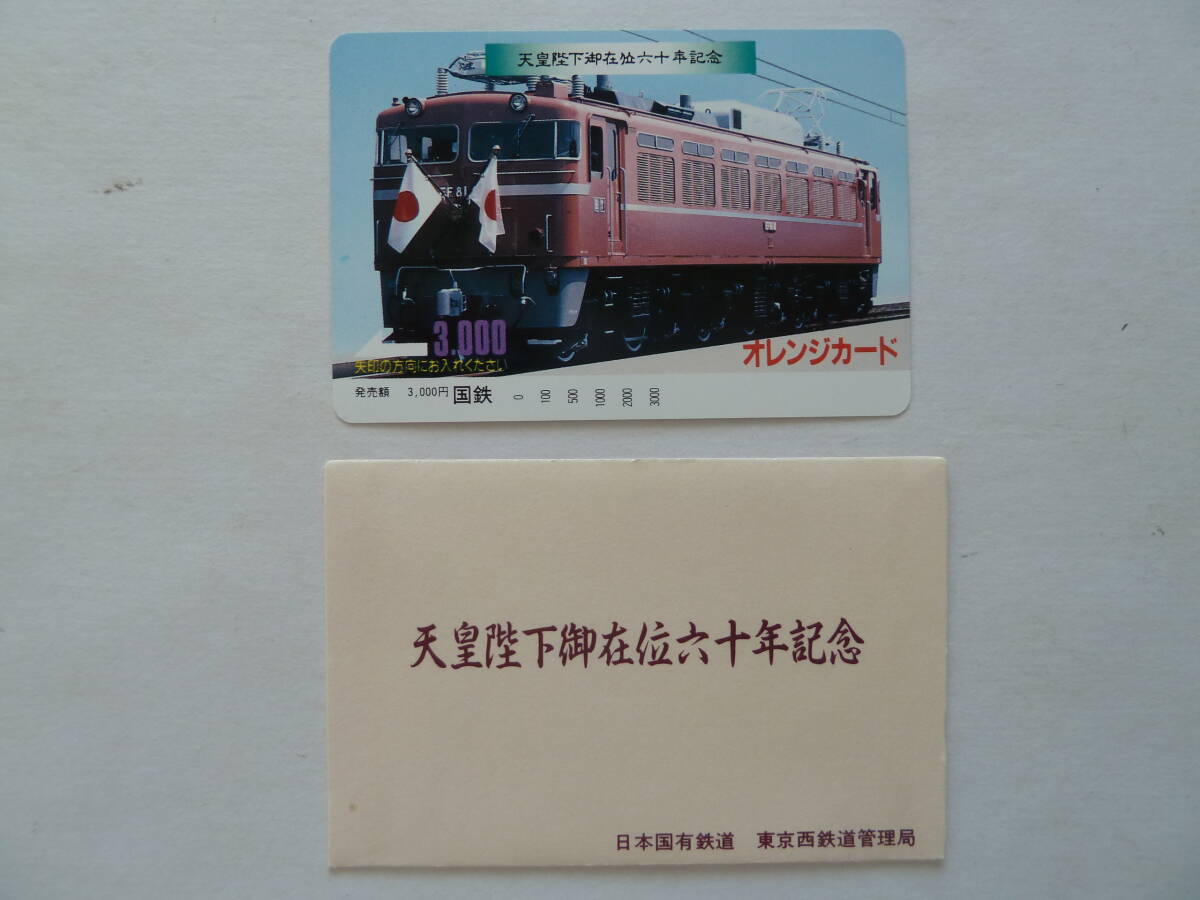 天皇陛下御在位六十年記念
EF 81
3.000
矢印の方向にお入れください
オレンジカード
発売額 3,000円 国鉄 0 100 500 1000 2000 3000
天皇陛下御在位六十年記念
日本国有鉄道 東京西鉄道管理局